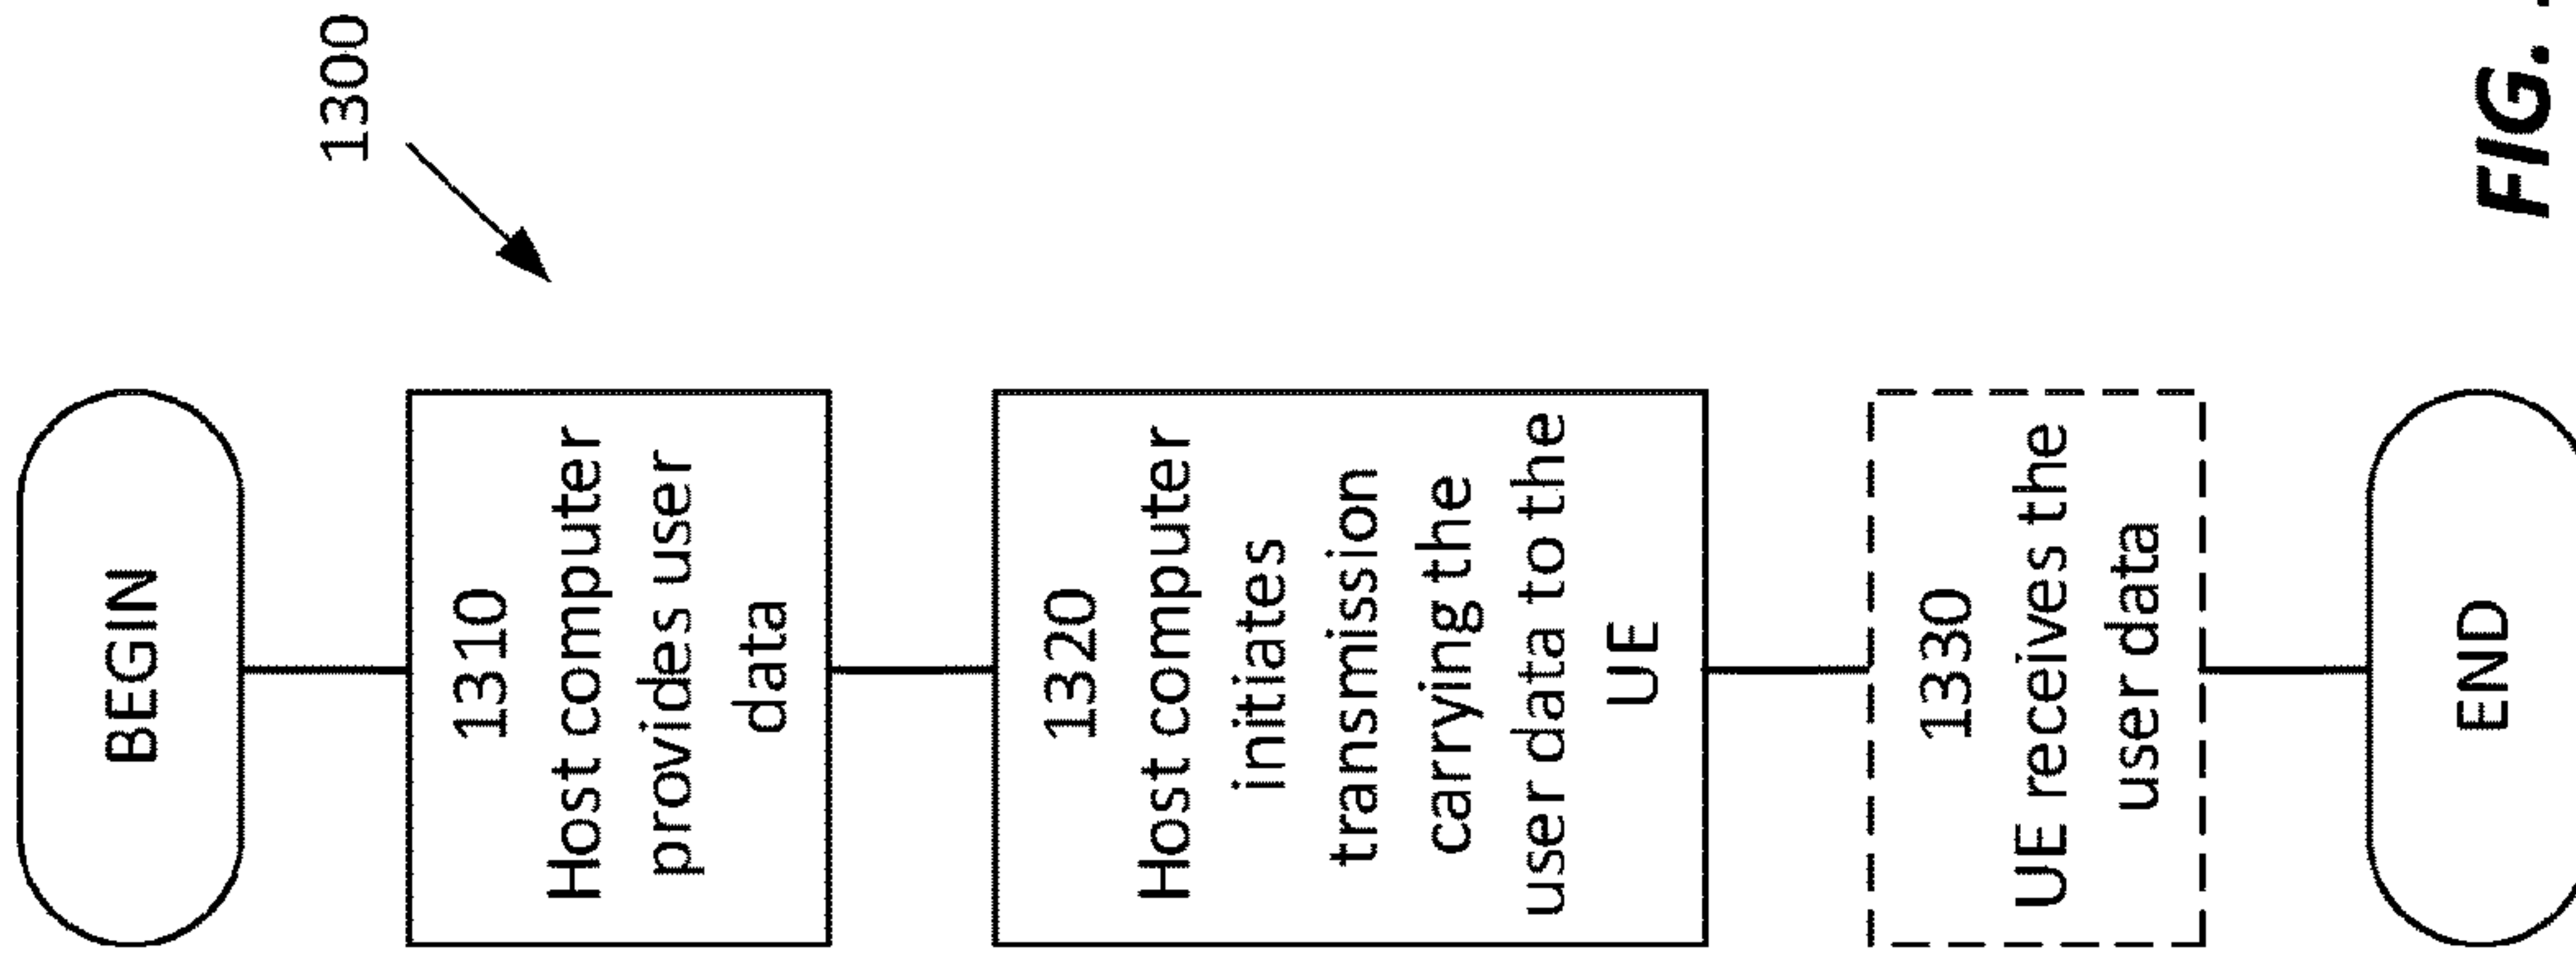 BEGIN
1300
1310
Host computer
provides user
data
1320
Host computer
initiates
transmission
carrying the
user data to the
UE
1330
UE receives the
user data
END
FIG.